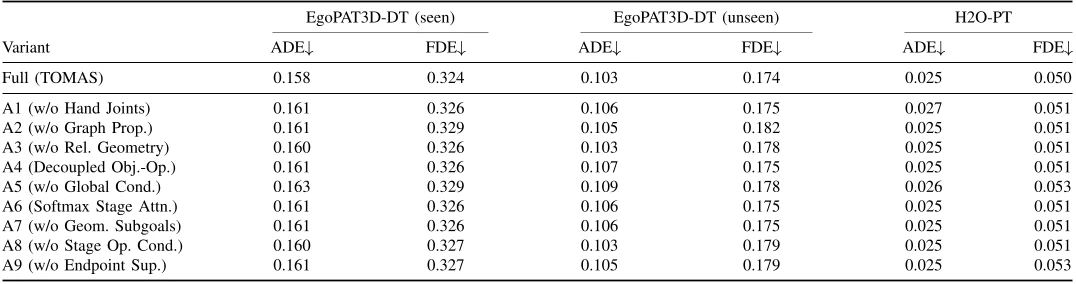 EgoPAT3D-DT (seen) EgoPAT3D-DT (unseen) H2O-PT
Variant ADE↓ FDE↓ ADE↓ FDE↓ ADE↓ FDE↓
Full (TOMAS) 0.158 0.324 0.103 0.174 0.025 0.050
A1 (w/o Hand Joints) 0.161 0.326 0.106 0.175 0.027 0.051
A2 (w/o Graph Prop.) 0.161 0.329 0.105 0.182 0.025 0.051
A3 (w/o Rel. Geometry) 0.160 0.326 0.103 0.178 0.025 0.051
A4 (Decoupled Obj.-Op.) 0.161 0.326 0.107 0.175 0.025 0.051
A5 (w/o Global Cond.) 0.163 0.329 0.109 0.178 0.026 0.053
A6 (Softmax Stage Attn.) 0.161 0.326 0.106 0.175 0.025 0.051
A7 (w/o Geom. Subgoals) 0.161 0.326 0.106 0.175 0.025 0.051
A8 (w/o Stage Op. Cond.) 0.160 0.327 0.103 0.179 0.025 0.051
A9 (w/o Endpoint Sup.) 0.161 0.327 0.105 0.179 0.025 0.053